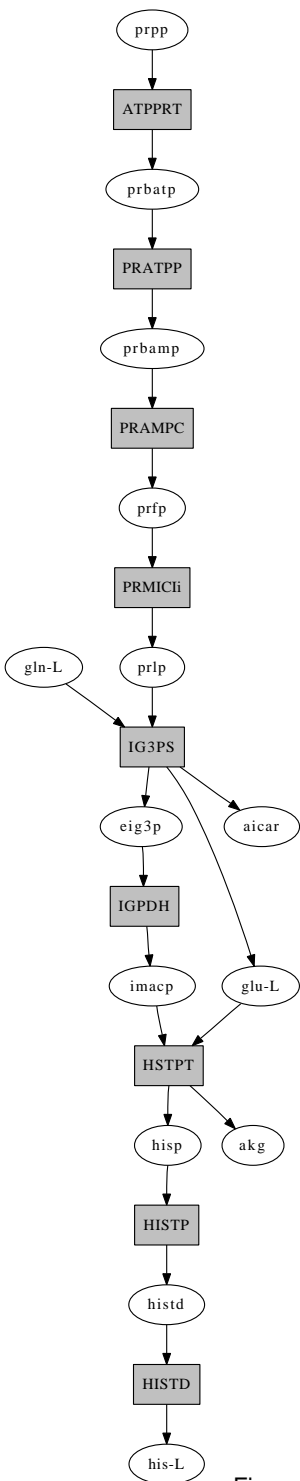 prpp
ATPPRT
prbatp
PRATPP
prbamp
PRAMPC
prfp
PRMICIi
gln-L prlp
IG3PS
eig3p aicar
IGPDH
imacp glu-L
HSTPT
hisp akg
HISTP
histd
HISTD
his-L